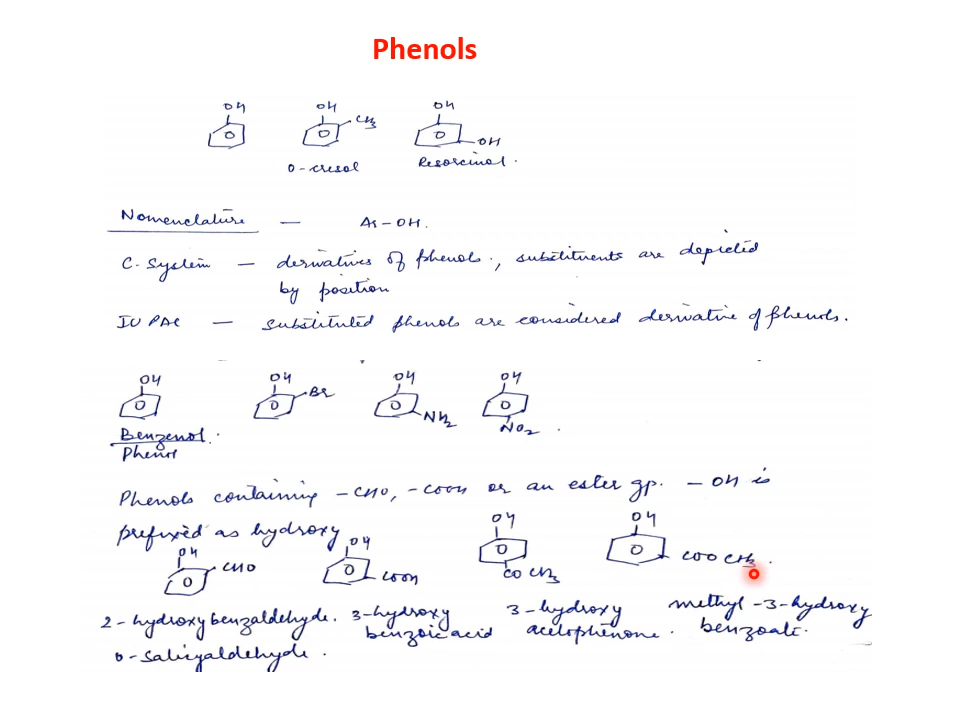 Phenols
OH OH CH3 OH OH
O-cresol Resorcinol.
Nomenclature — Ar-OH.
C. System — derivatives of phenols., substituents are depicted
by position
IUPAC — substituted phenols are considered derivative of phenols.
OH OH Br OH NH2 OH NO2 .
Benzenol.
Phenol
Phenols containing -CHO, -COOH or an ester gp. -OH is
prefixed as hydroxy
OH CHO OH COOH OH COCH3 OH COOCH3.
2-hydroxybenzaldehyde. 3-hydroxy benzoic acid 3-hydroxy acetophenone. methyl-3-hydroxy benzoate.
O-salicyaldehyde.